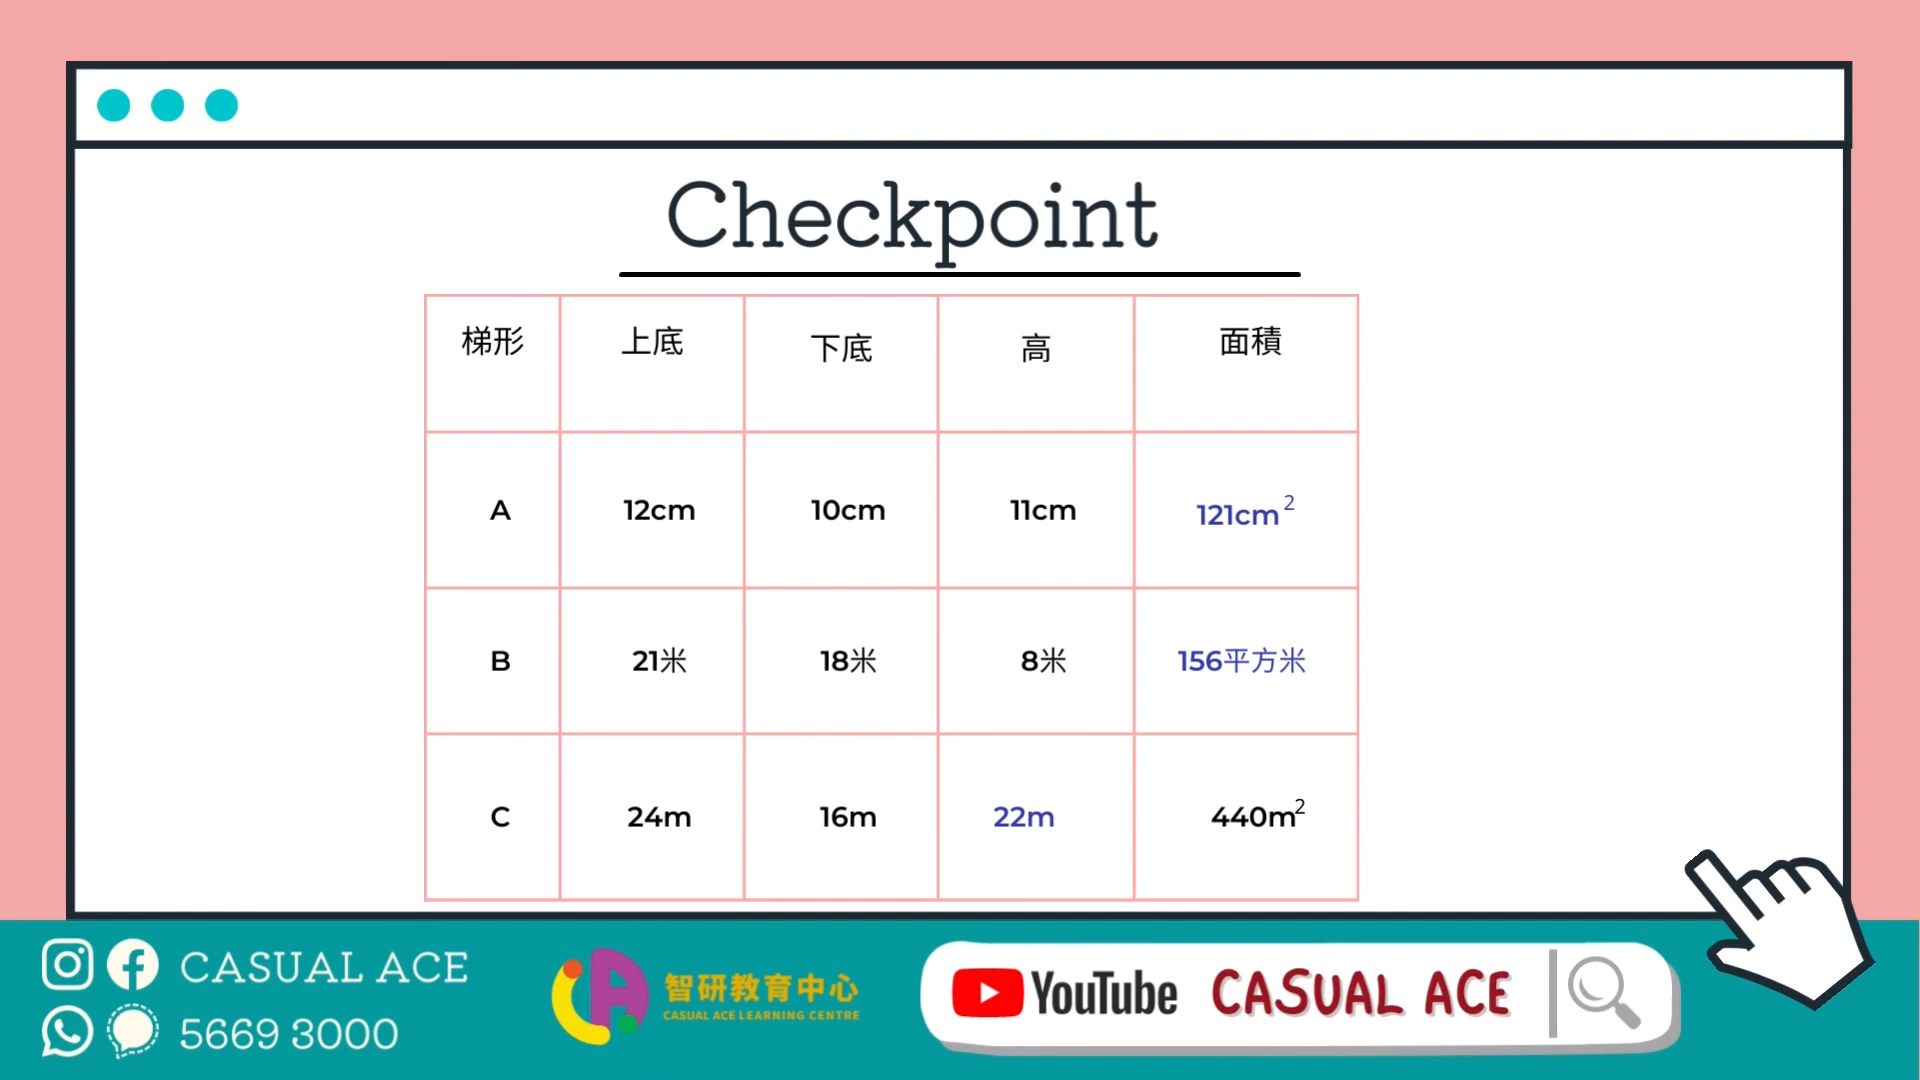 Checkpoint
梯形 上底 下底 高 面積
A 12cm 10cm 11cm 121cm²
B 21米 18米 8米 156平方米
C 24m 16m 22m 440m²
CASUAL ACE
5669 3000
智研教育中心
CASUAL ACE LEARNING CENTRE
YouTube CASUAL ACE